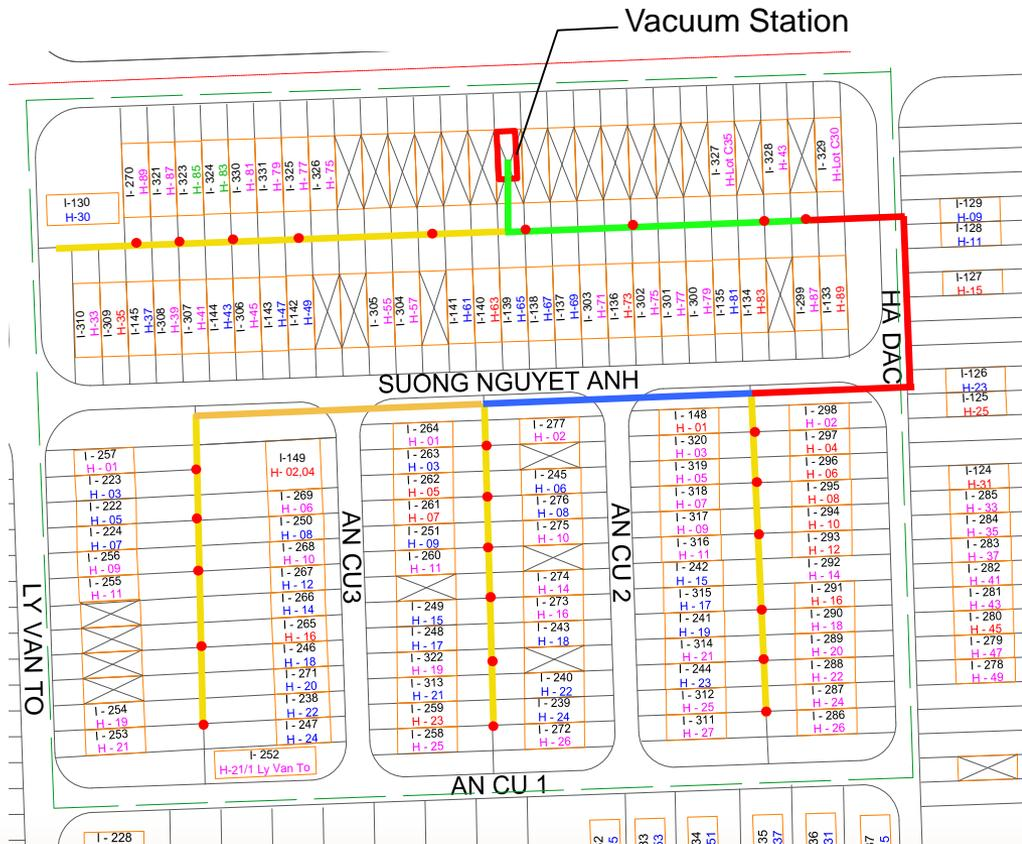 Vacuum Station
I-130
H-30
I- 270
H-89
I- 321
H- 87
I- 323
H- 85
I- 324
H- 83
I- 330
H- 81
I- 331
H- 79
I- 325
H- 77
I- 326
H- 75
I- 327
H-Lot C35
I- 328
H- 43
I- 329
H-Lot C30
I-129
H-09
I-128
H-11
I-127
H-15
I-310
H-33
I-309
H-35
I-145
H-37
I-308
H-39
I- 307
H-41
I-144
H-43
I- 306
H-45
I-143
H-47
I-142
H-49
I-305
H-55
I- 304
H-57
I-141
H-61
I-140
H-63
I-139
H-65
I-138
H-67
I-137
H-69
I- 303
H-71
I-136
H-73
I- 302
H-75
I-301
H-77
I-300
H-79
I-135
H-81
I-134
H-83
I-299
H-87
I-133
H-89
HA DAC
SUONG NGUYET ANH
I-126
H-23
I-125
H-25
I - 257
H - 01
I - 223
H - 03
I - 222
H - 05
I - 224
H - 07
I - 256
H - 09
I - 255
H - 11
I - 254
H - 19
I - 253
H - 21
I-149
H- 02,04
I -269
H - 06
I - 250
H - 08
I - 268
H - 10
I - 267
H - 12
I - 266
H - 14
I - 265
H - 16
I - 246
H - 18
I - 271
H - 20
I - 238
H - 22
I - 247
H - 24
I - 252
H-21/1 Ly Van To
LY VAN TO
AN CU3
I - 264
H - 01
I - 263
H - 03
I - 262
H - 05
I - 261
H - 07
I - 251
H - 09
I - 260
H - 11
I - 249
H - 15
I - 248
H - 17
I - 322
H - 19
I - 313
H - 21
I - 259
H - 23
I - 258
H - 25
I - 277
H - 02
I - 245
H - 06
I - 276
H - 08
I - 275
H - 10
I - 274
H - 14
I - 273
H - 16
I - 243
H - 18
I - 240
H - 22
I - 239
H - 24
I - 272
H - 26
AN CU 2
I - 148
H - 01
I - 320
H - 03
I - 319
H - 05
I - 318
H - 07
I - 317
H - 09
I - 316
H - 11
I - 242
H - 15
I - 315
H - 17
I - 241
H - 19
I - 314
H - 21
I - 244
H - 23
I - 312
H - 25
I - 311
H - 27
I - 298
H - 02
I - 297
H - 04
I - 296
H - 06
I - 295
H - 08
I - 294
H - 10
I - 293
H - 12
I - 292
H - 14
I - 291
H - 16
I - 290
H - 18
I - 289
H - 20
I - 288
H - 22
I - 287
H - 24
I - 286
H - 26
I - 124
H-31
I - 285
H - 33
I - 284
H - 35
I - 283
H - 37
I - 282
H - 41
I - 281
H - 43
I - 280
H - 45
I - 279
H - 47
I - 278
H - 49
AN CU 1
I - 228